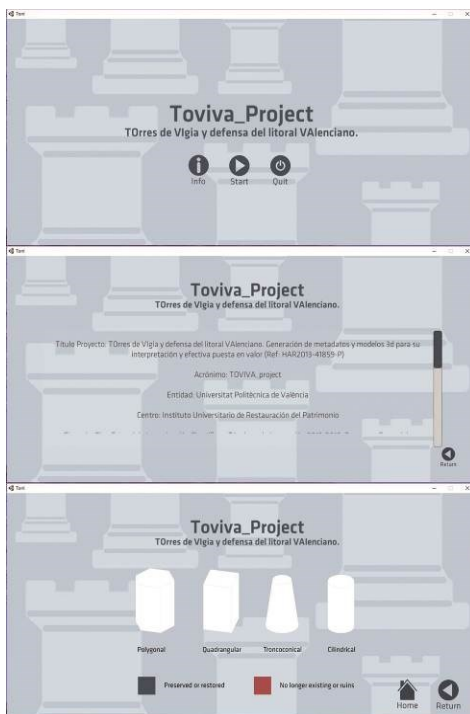 Toviva_Project
TOrres de VIgia y defensa del litoral VAlenciano.
Info Start Quit
Toviva_Project
TOrres de VIgia y defensa del litoral VAlenciano.
Título Proyecto: TOrres de VIgia y defensa del litoral VAlenciano. Generación de metadatos y modelos 3d para su
interpretación y efectiva puesta en valor (Ref: HAR2013-41859-P)
Acrónimo: TOVIVA_project
Entidad: Universitat Politècnica de València
Centro: Instituto Universitario de Restauración del Patrimonio
Return
Toviva_Project
TOrres de VIgia y defensa del litoral VAlenciano.
Polygonal Quadrangular Troncoconical Cilindrical
Preserved or restored No longer existing or ruins
Home Return